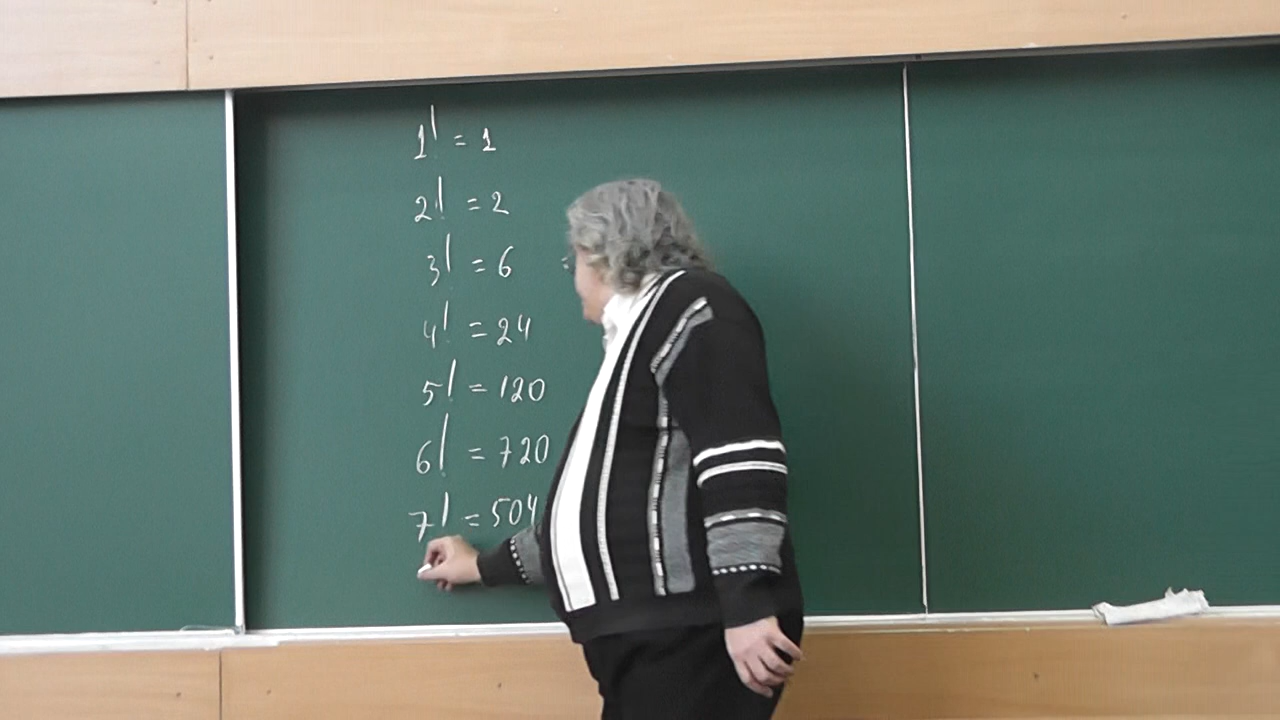 1! = 1
2! = 2
3! = 6
4! = 24
5! = 120
6! = 720
7! = 504